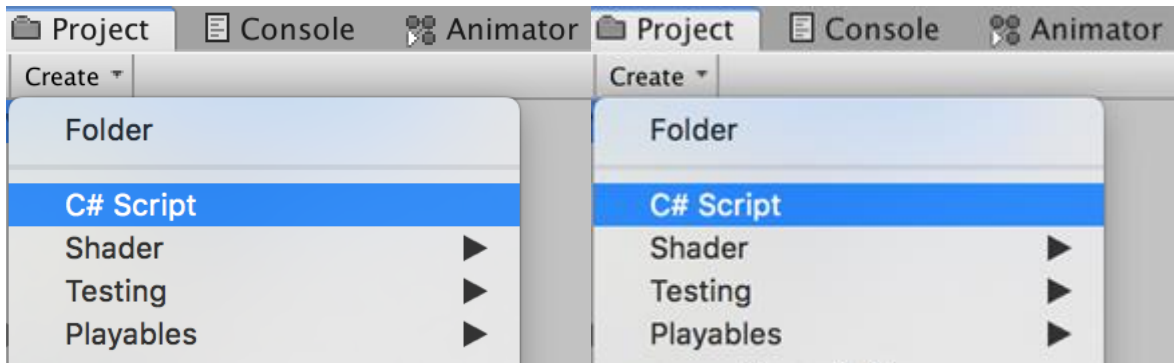 Project Console Animator Project Console Animator
Create Create
Folder Folder
C# Script C# Script
Shader Shader
Testing Testing
Playables Playables